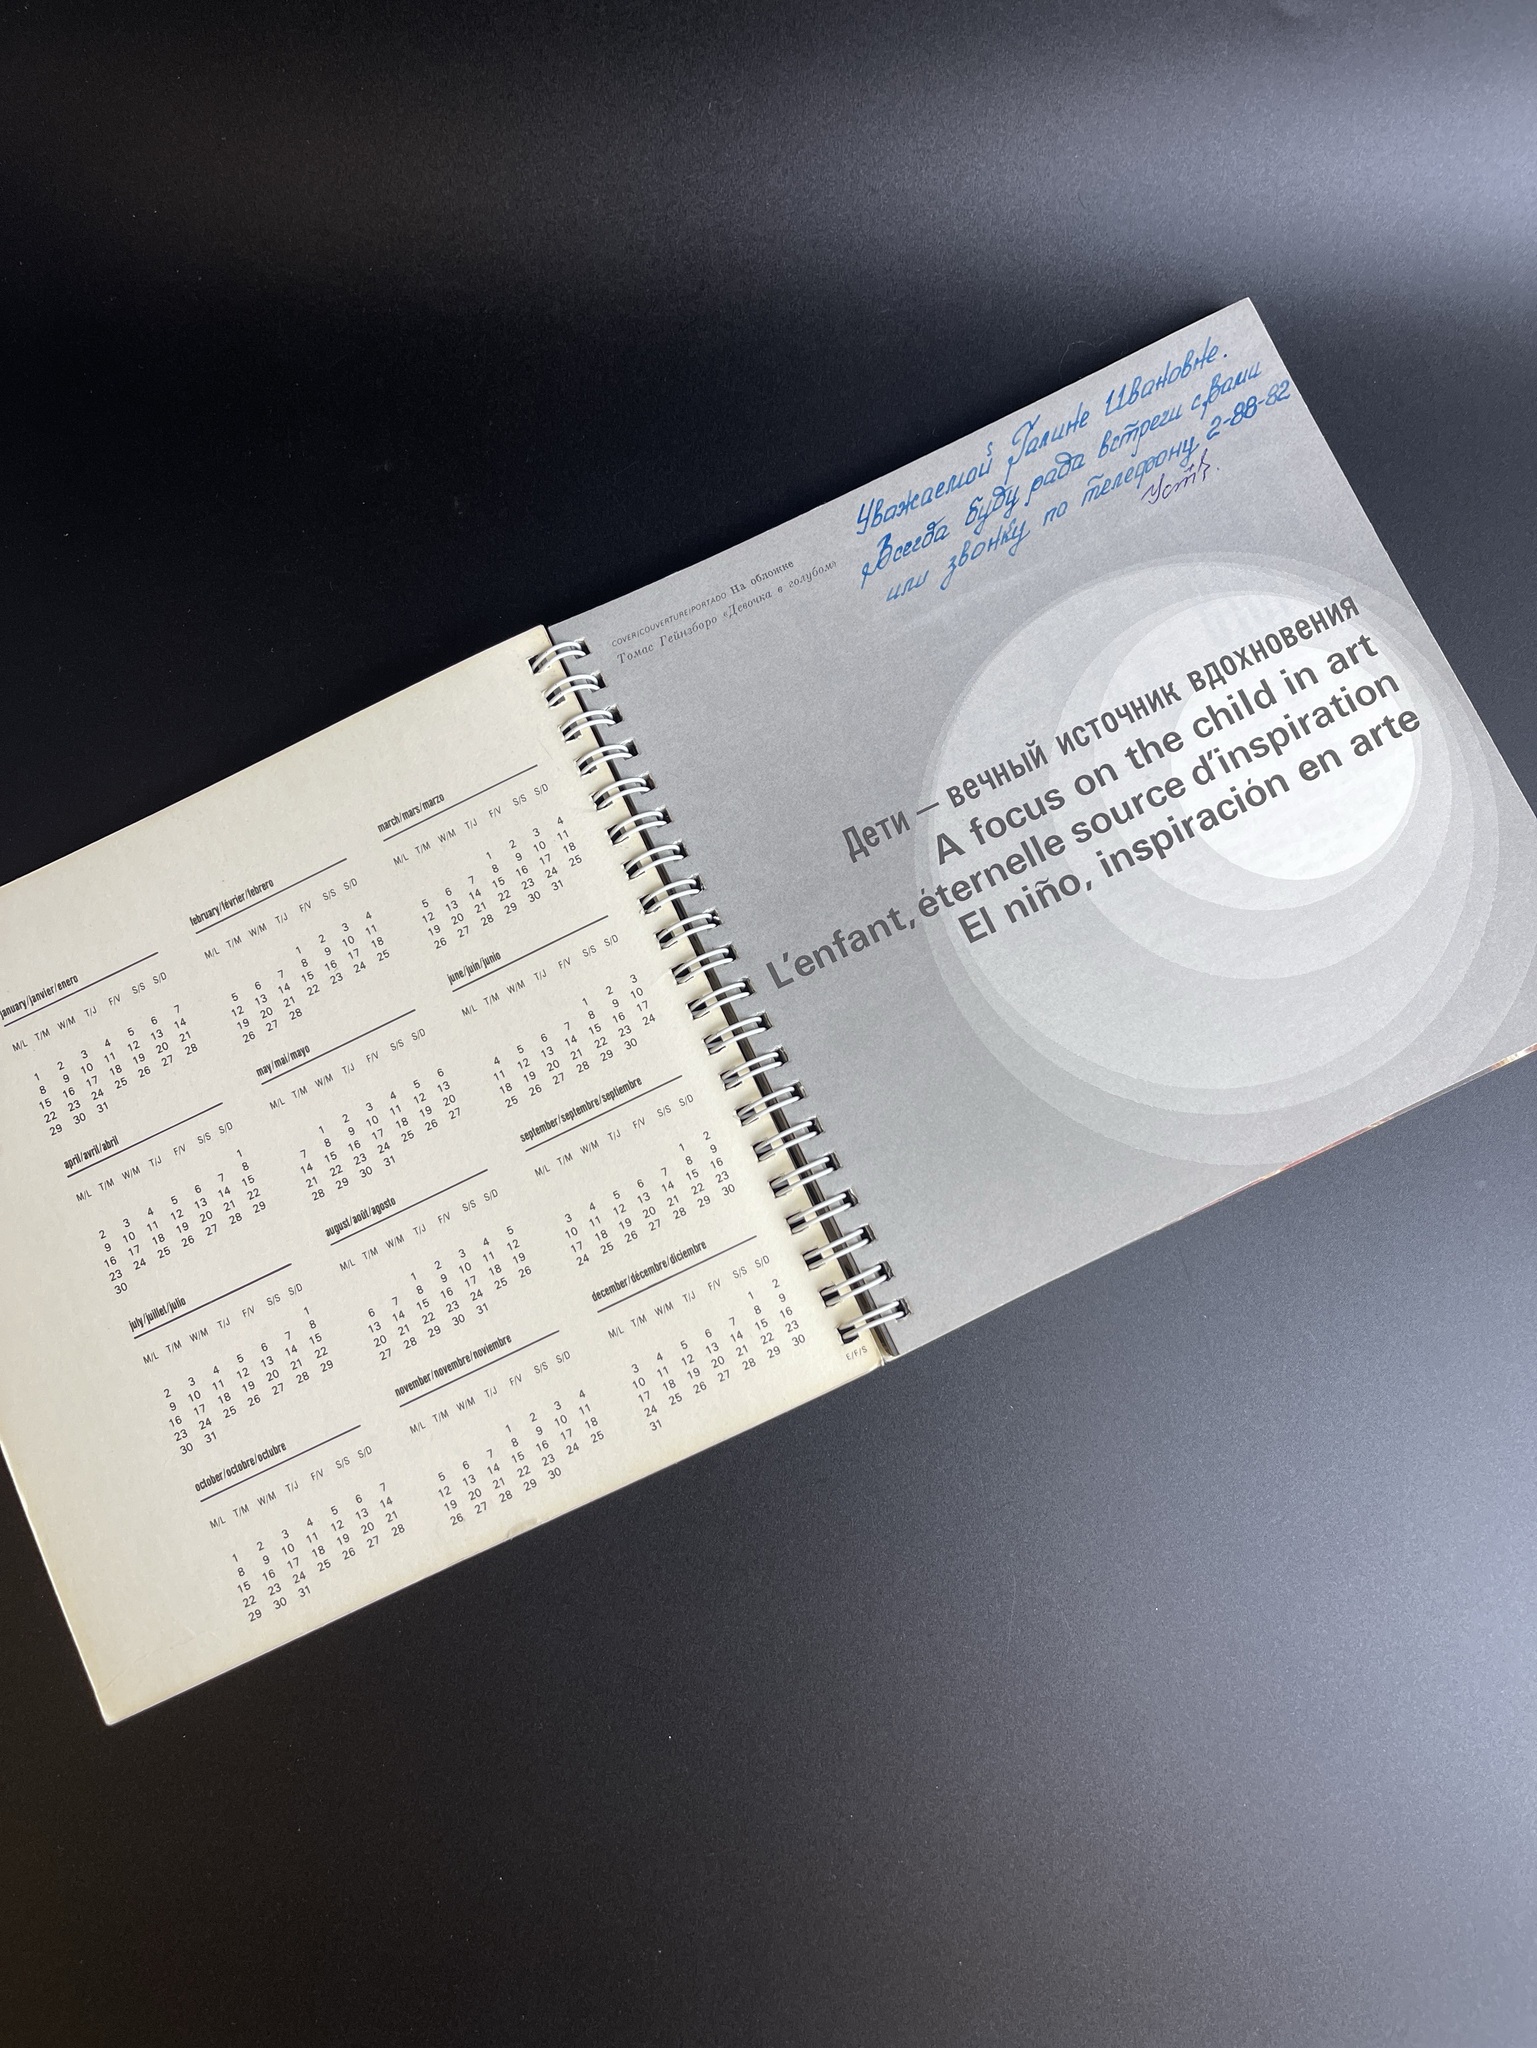 january/janvier/enero
M/L T/M W/M T/J F/V S/S S/D
1 2 3 4 5 6 7
8 9 10 11 12 13 14
15 16 17 18 19 20 21
22 23 24 25 26 27 28
29 30 31
february/février/febrero
M/L T/M W/M T/J F/V S/S S/D
1 2 3 4
5 6 7 8 9 10 11
12 13 14 15 16 17 18
19 20 21 22 23 24 25
26 27 28
march/mars/marzo
M/L T/M W/M T/J F/V S/S S/D
1 2 3 4
5 6 7 8 9 10 11
12 13 14 15 16 17 18
19 20 21 22 23 24 25
26 27 28 29 30 31
april/avril/abril
M/L T/M W/M T/J F/V S/S S/D
1
2 3 4 5 6 7 8
9 10 11 12 13 14 15
16 17 18 19 20 21 22
23 24 25 26 27 28 29
30
may/mai/mayo
M/L T/M W/M T/J F/V S/S S/D
1 2 3 4 5 6
7 8 9 10 11 12 13
14 15 16 17 18 19 20
21 22 23 24 25 26 27
28 29 30 31
june/juin/junio
M/L T/M W/M T/J F/V S/S S/D
1 2 3
4 5 6 7 8 9 10
11 12 13 14 15 16 17
18 19 20 21 22 23 24
25 26 27 28 29 30
july/juillet/julio
M/L T/M W/M T/J F/V S/S S/D
1
2 3 4 5 6 7 8
9 10 11 12 13 14 15
16 17 18 19 20 21 22
23 24 25 26 27 28 29
30 31
august/août/agosto
M/L T/M W/M T/J F/V S/S S/D
1 2 3 4 5
6 7 8 9 10 11 12
13 14 15 16 17 18 19
20 21 22 23 24 25 26
27 28 29 30 31
september/septembre/septiembre
M/L T/M W/M T/J F/V S/S S/D
1 2
3 4 5 6 7 8 9
10 11 12 13 14 15 16
17 18 19 20 21 22 23
24 25 26 27 28 29 30
october/octobre/octubre
M/L T/M W/M T/J F/V S/S S/D
1 2 3 4 5 6 7
8 9 10 11 12 13 14
15 16 17 18 19 20 21
22 23 24 25 26 27 28
29 30 31
november/novembre/noviembre
M/L T/M W/M T/J F/V S/S S/D
1 2 3 4
5 6 7 8 9 10 11
12 13 14 15 16 17 18
19 20 21 22 23 24 25
26 27 28 29 30
december/décembre/diciembre
M/L T/M W/M T/J F/V S/S S/D
1 2
3 4 5 6 7 8 9
10 11 12 13 14 15 16
17 18 19 20 21 22 23
24 25 26 27 28 29 30
31
E/F/S
COVER/COUVERTURE/PORTADO На обложке
Томас Гейнзборо «Девочка в голубом»
Уважаемой Галине Ивановне.
Всегда буду рада встречи с вами
или звонку по телефону 2-88-82
Дети — вечный источник вдохновения
A focus on the child in art
L'enfant, éternelle source d'inspiration
El niño, inspiración en arte